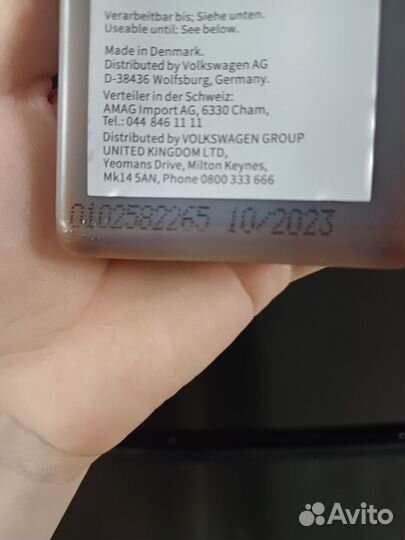 Verarbeitbar bis; Siehe unten.
Useable until: See below.
Made in Denmark.
Distributed by Volkswagen AG
D-38436 Wolfsburg, Germany.
Verteiler in der Schweiz:
AMAG Import AG, 6330 Cham,
Tel.: 044 846 11 11
Distributed by VOLKSWAGEN GROUP
UNITED KINGDOM LTD,
Yeomans Drive, Milton Keynes,
Mk14 5AN, Phone 0800 333 666
0102582265 10/2023
Avito